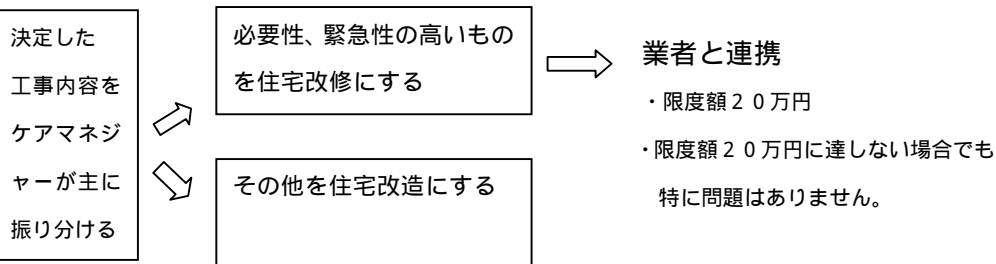 決定した
工事内容を
ケアマネジ
ャーが主に
振り分ける
必要性、緊急性の高いもの
を住宅改修にする
その他を住宅改造にする
業者と連携
・限度額２０万円
・限度額２０万円に達しない場合でも
特に問題はありません。